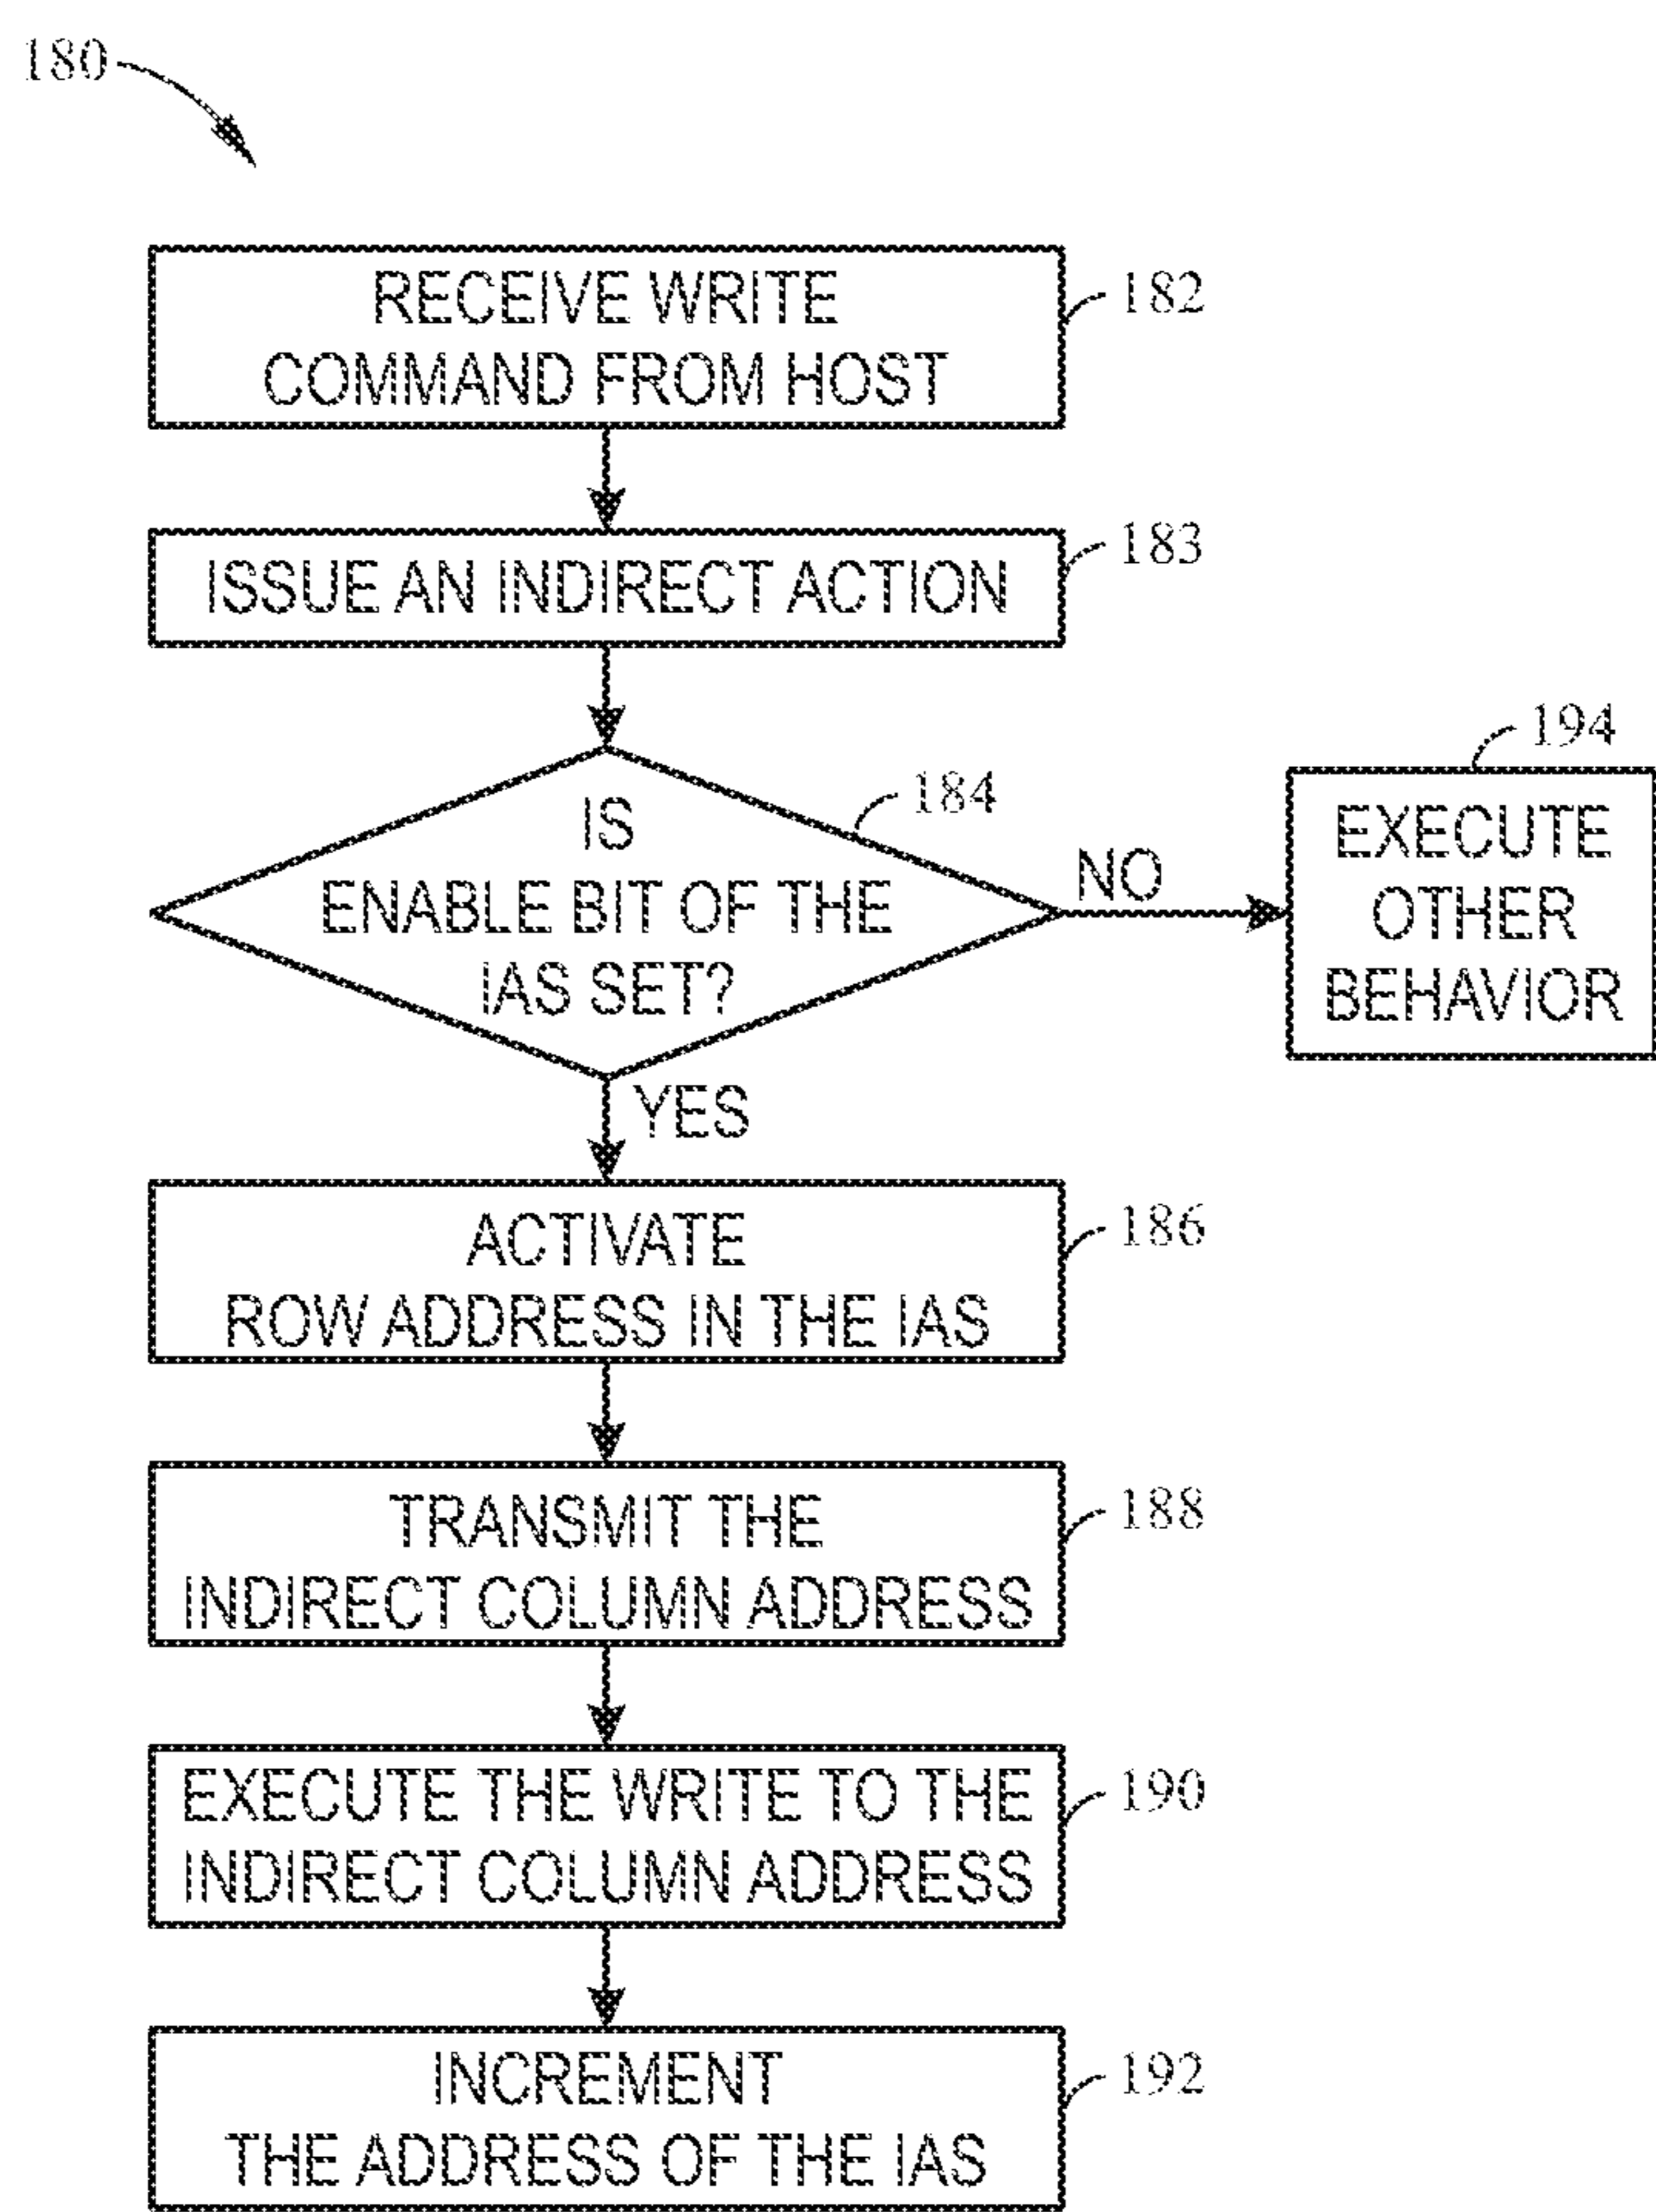 180
RECEIVE WRITE
COMMAND FROM HOST
182
ISSUE AN INDIRECT ACTION
183
IS
ENABLE BIT OF THE
IAS SET?
184
NO
194
EXECUTE
OTHER
BEHAVIOR
YES
ACTIVATE
ROW ADDRESS IN THE IAS
186
TRANSMIT THE
INDIRECT COLUMN ADDRESS
188
EXECUTE THE WRITE TO THE
INDIRECT COLUMN ADDRESS
190
INCREMENT
THE ADDRESS OF THE IAS
192